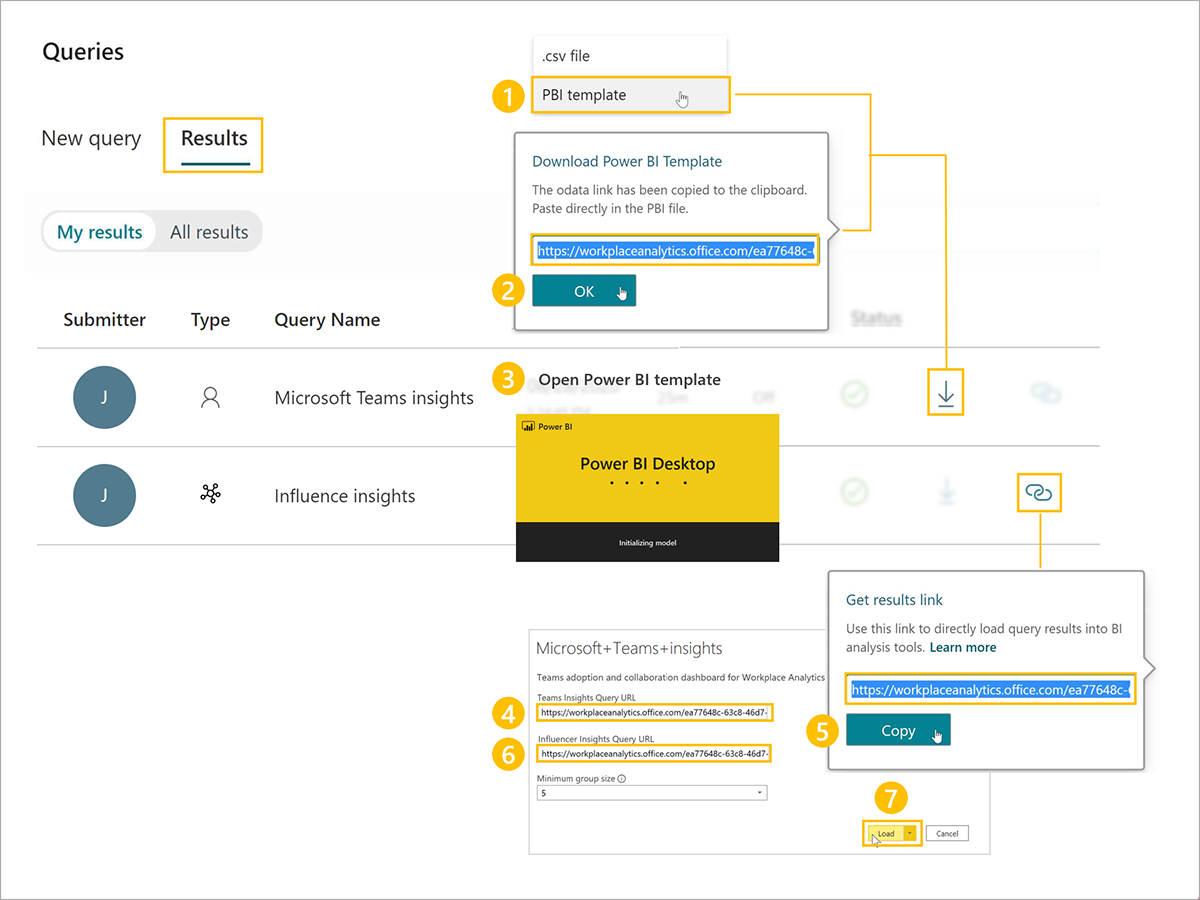 Queries
.csv file
1
PBI template
New query
Results
Download Power BI Template
The odata link has been copied to the clipboard.
Paste directly in the PBI file.
My results
All results
https://workplaceanalytics.office.com/ea77648c-
2
OK
Submitter
Type
Query Name
Status
3
Open Power BI template
J
Microsoft Teams insights
25m
Off
Power BI
Power BI Desktop
J
Influence insights
Initializing model
Get results link
Use this link to directly load query results into BI
analysis tools. Learn more
https://workplaceanalytics.office.com/ea77648c-
5
Copy
Microsoft+Teams+insights
Teams adoption and collaboration dashboard for Workplace Analytics
Teams Insights Query URL
4
https://workplaceanalytics.office.com/ea77648c-63c8-46d7-
Influencer Insights Query URL
6
https://workplaceanalytics.office.com/ea77648c-63c8-46d7-
Minimum group size
5
7
Load
Cancel